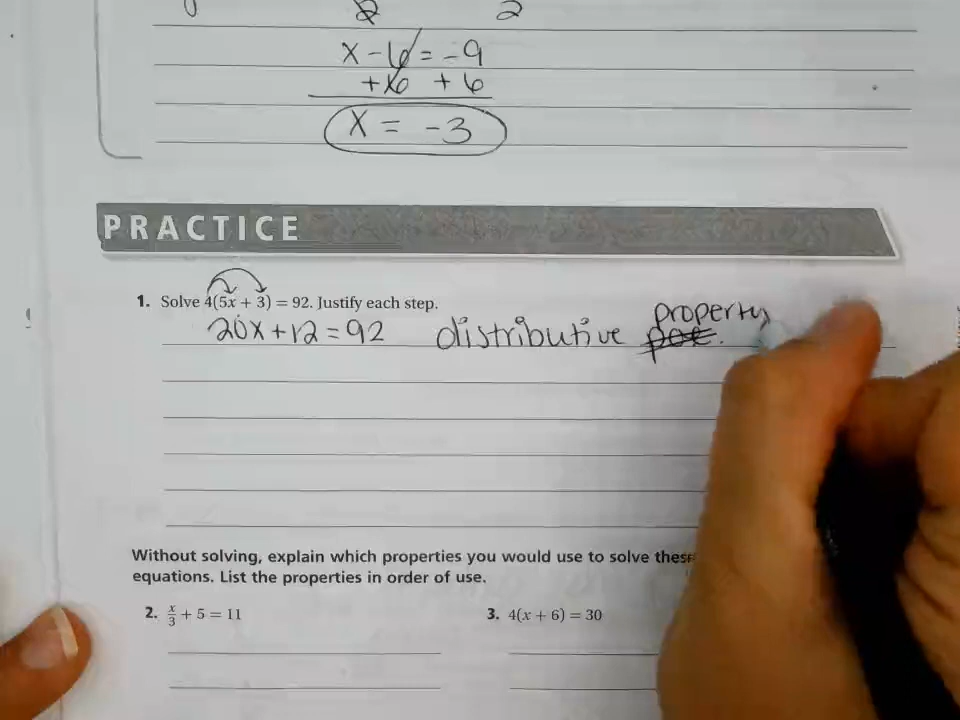 2 2
x - 6 = -9
+ 6 + 6
x = -3
PRACTICE
1. Solve 4(5x + 3) = 92. Justify each step.
property
20x + 12 = 92 distributive
Without solving, explain which properties you would use to solve these
equations. List the properties in order of use.
2. x/3 + 5 = 11 3. 4(x + 6) = 30